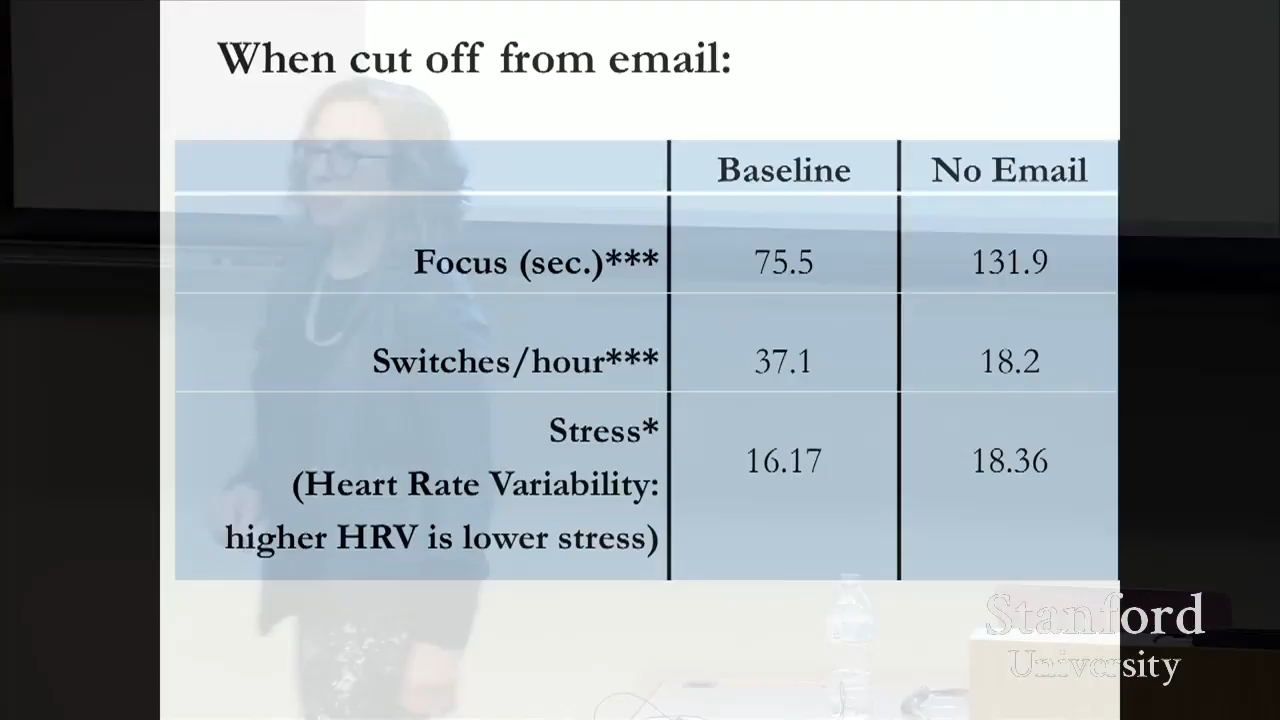 When cut off from email:
Baseline No Email
Focus (sec.)*** 75.5 131.9
Switches/hour*** 37.1 18.2
Stress*
(Heart Rate Variability: 16.17 18.36
higher HRV is lower stress)
Stanford
University